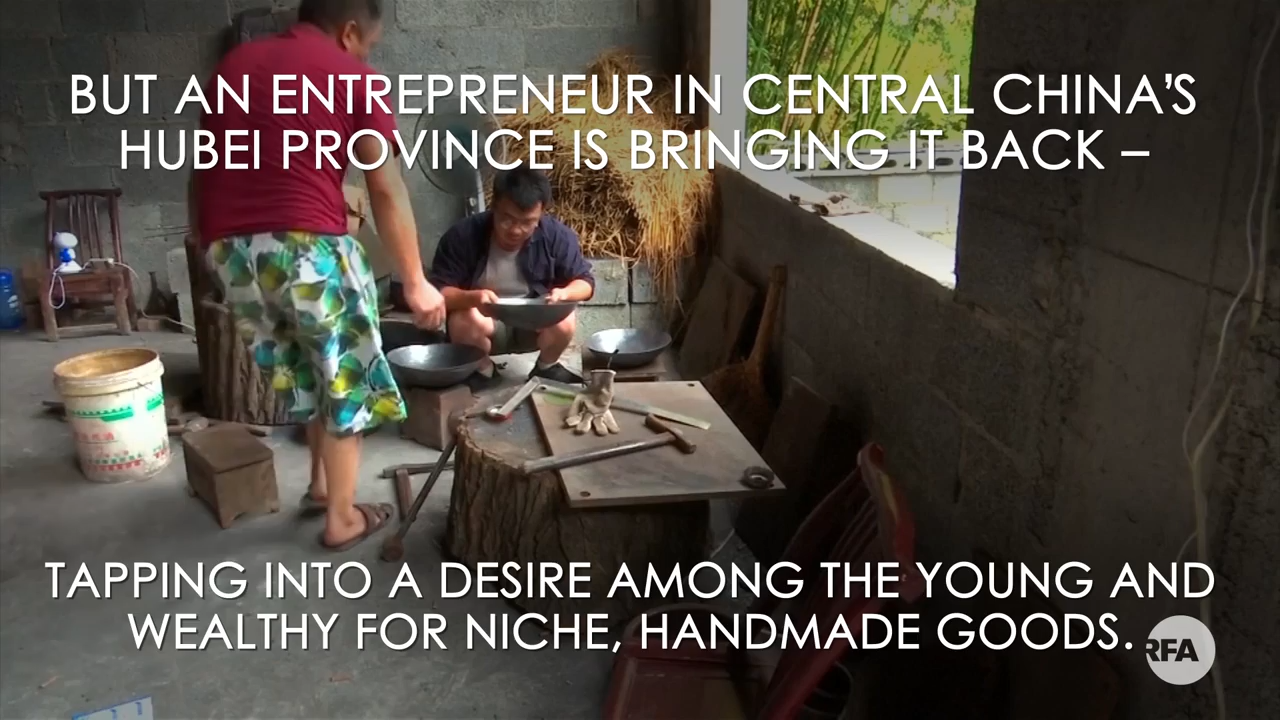 BUT AN ENTREPRENEUR IN CENTRAL CHINA'S
HUBEI PROVINCE IS BRINGING IT BACK –
TAPPING INTO A DESIRE AMONG THE YOUNG AND
WEALTHY FOR NICHE, HANDMADE GOODS.
RFA